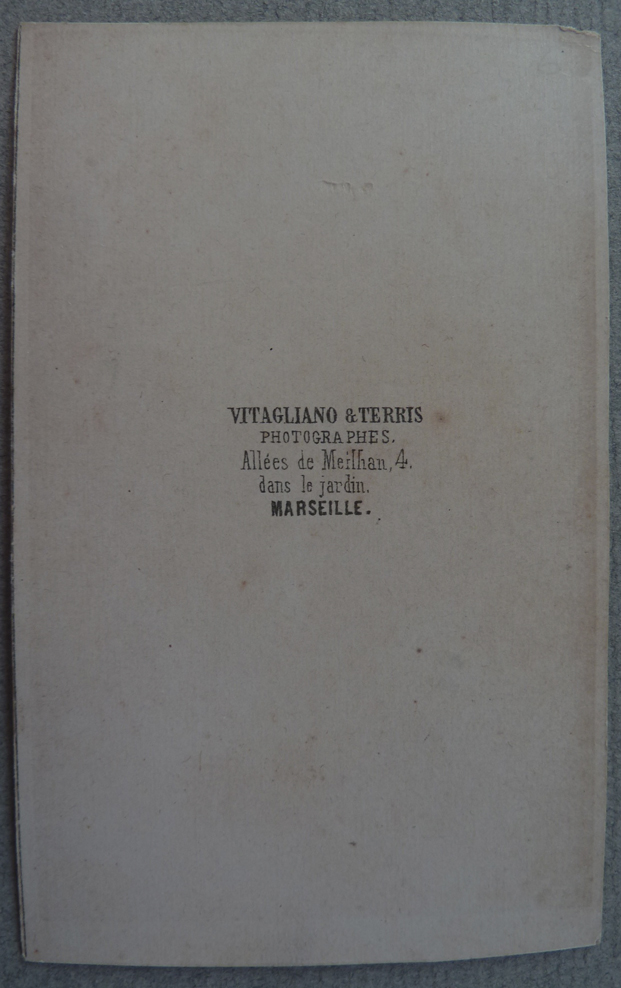 VITAGLIANO & TERRIS
PHOTOGRAPHES.
Allées de Meilhan, 4.
dans le jardin.
MARSEILLE.